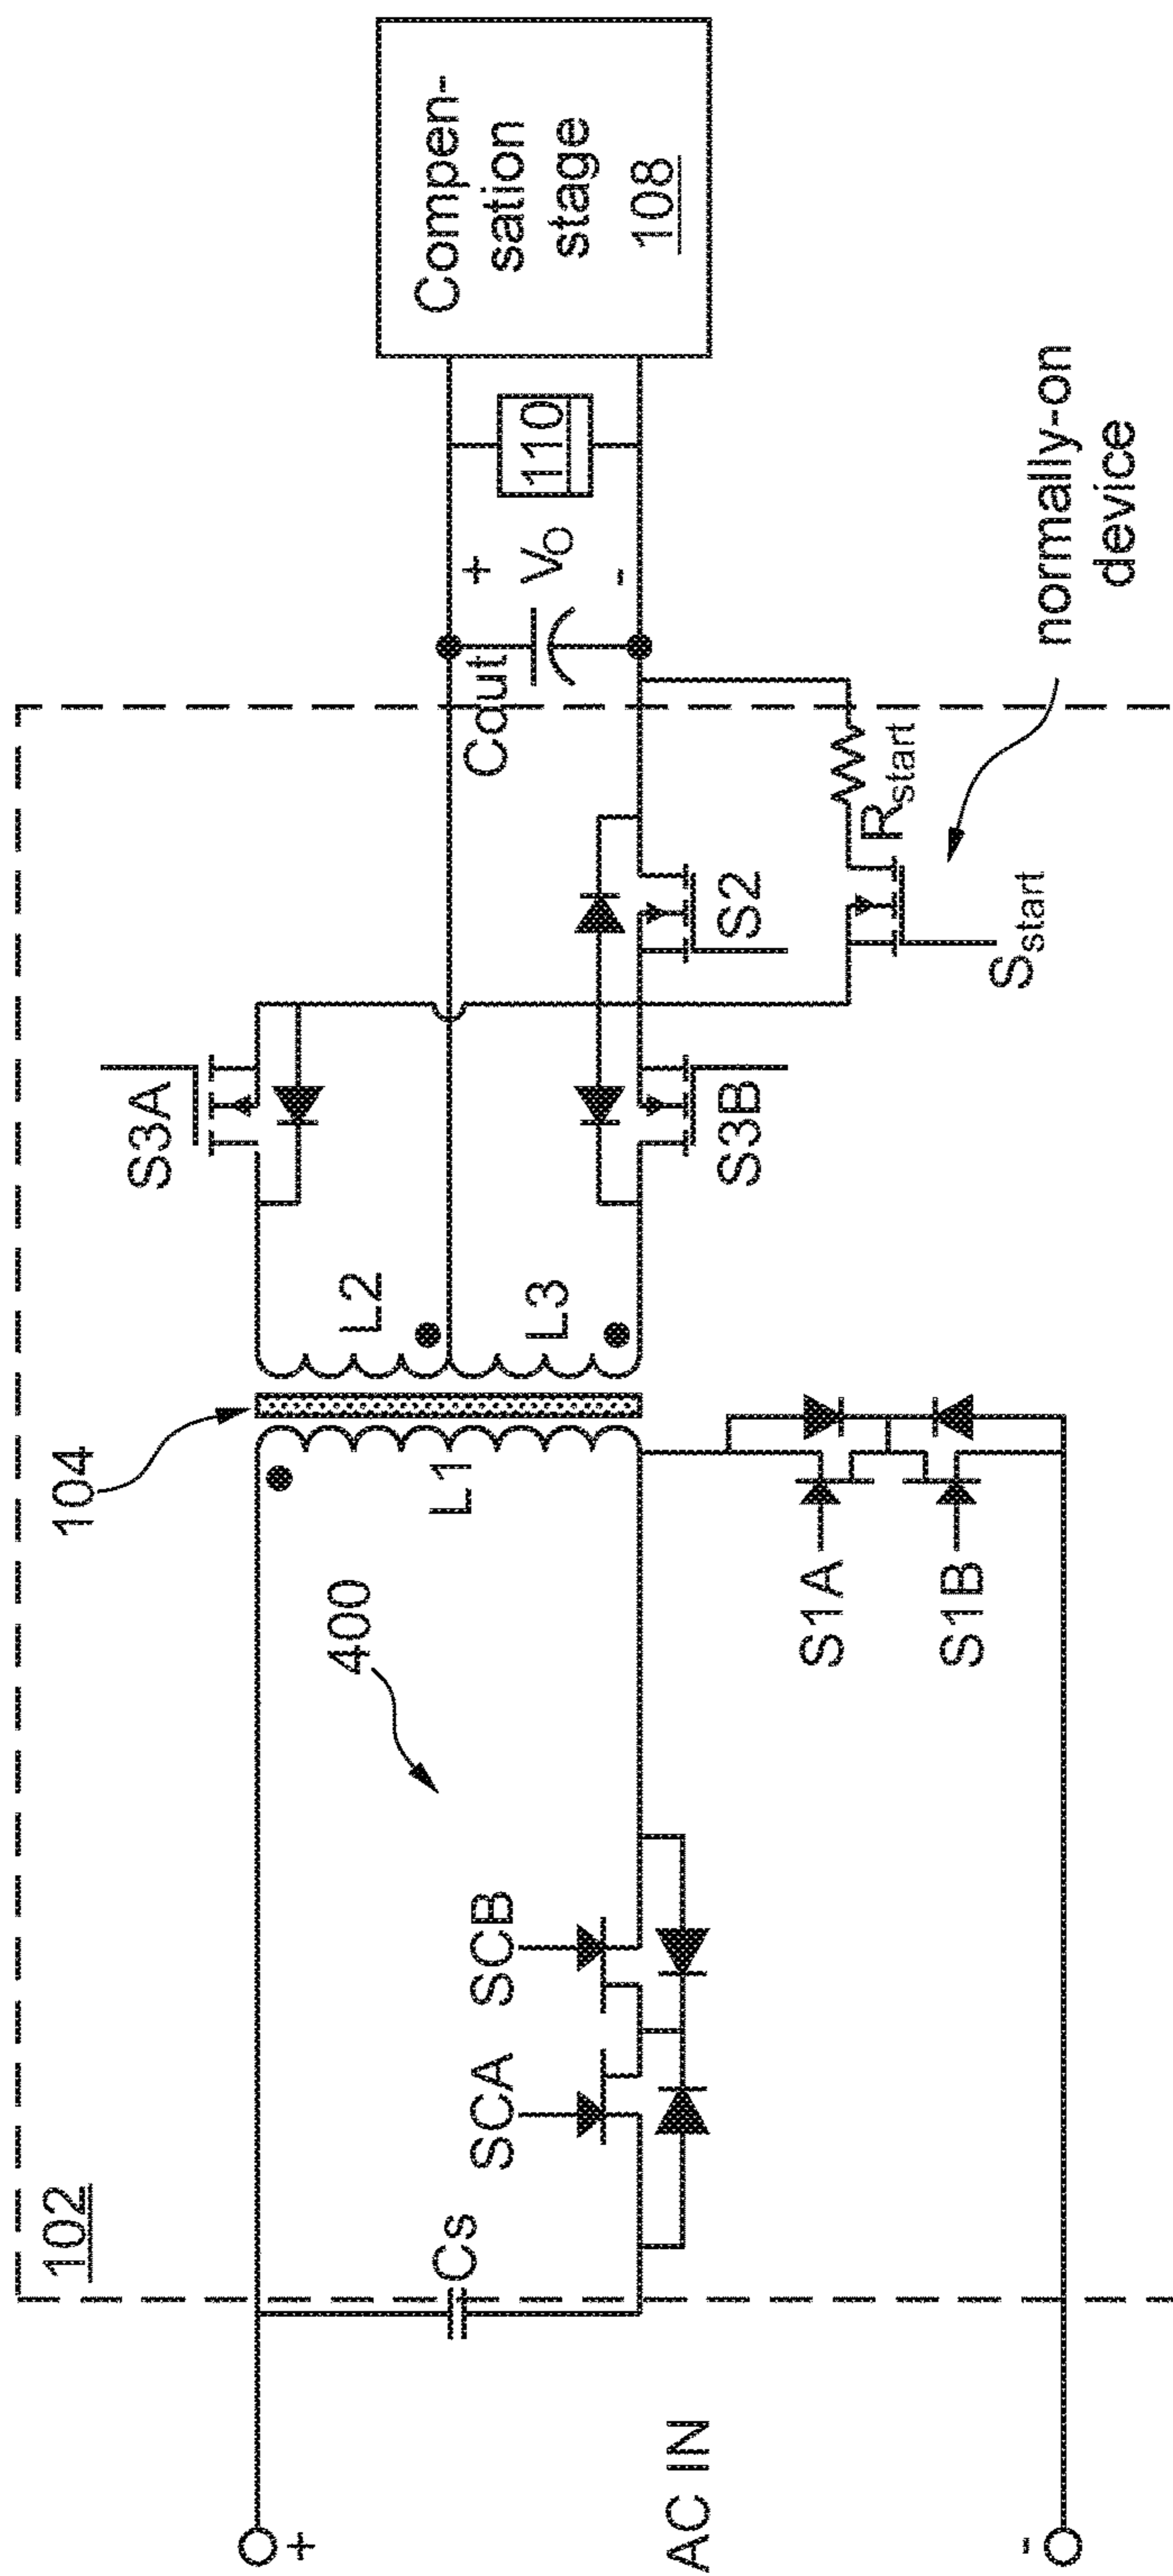 102
104
S3A
L2
L3
L1
400
Cs
SCA
SCB
S3B
S2
Cout
+
VO
-
110
Compen-
sation
stage
108
Rstart
Sstart
normally-on
device
S1A
S1B
+
AC IN
-